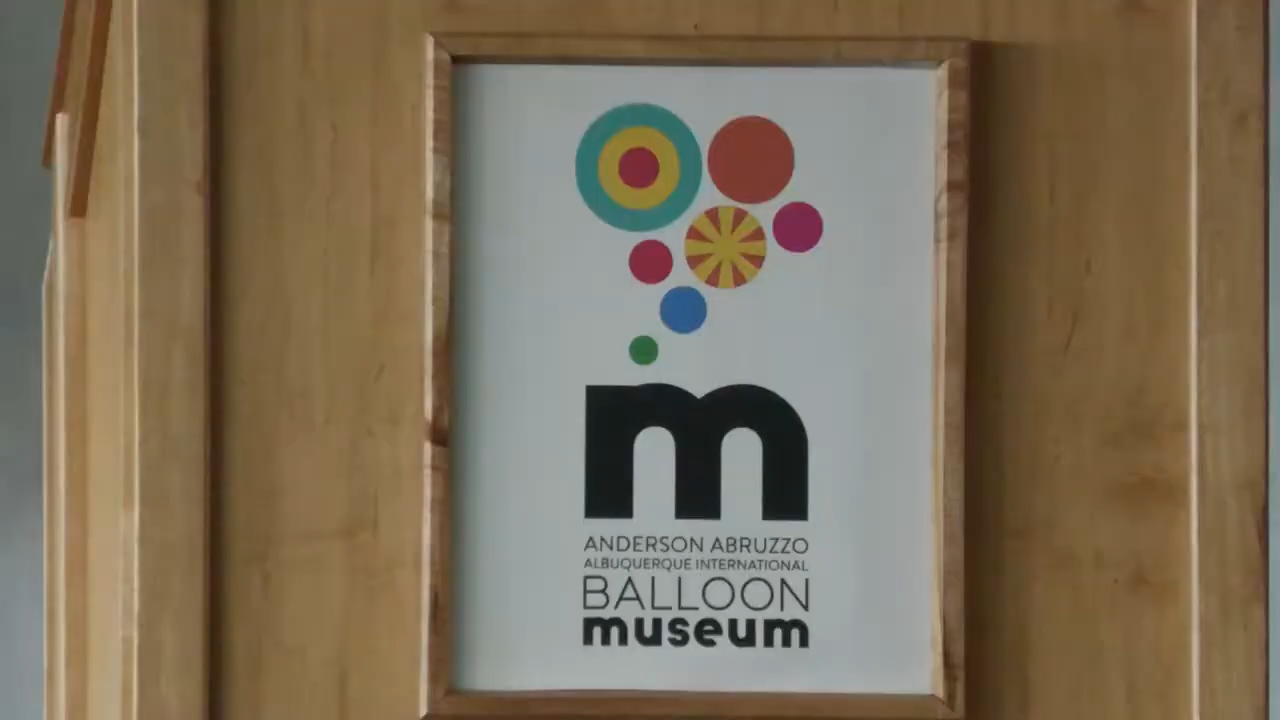 m
ANDERSON ABRUZZO
ALBUQUERQUE INTERNATIONAL
BALLOON
museum